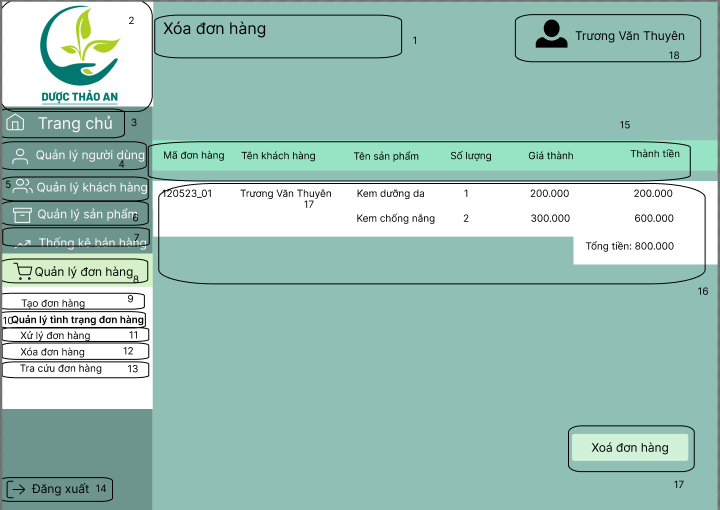 2
DƯỢC THẢO AN
Xóa đơn hàng
1
Trương Văn Thuyên
18
Trang chủ 3
Quản lý người dùng
4
5 Quản lý khách hàng
Quản lý sản phẩm
6
Thống kê bán hàng
7
Quản lý đơn hàng
8
Tạo đơn hàng 9
10 Quản lý tình trạng đơn hàng
Xử lý đơn hàng 11
Xóa đơn hàng 12
Tra cứu đơn hàng 13
Đăng xuất 14
15
Mã đơn hàng Tên khách hàng Tên sản phẩm Số lượng Giá thành Thành tiền
120523_01 Trương Văn Thuyên Kem dưỡng da 1 200.000 200.000
17
Kem chống nắng 2 300.000 600.000
Tổng tiền: 800.000
16
Xoá đơn hàng
17